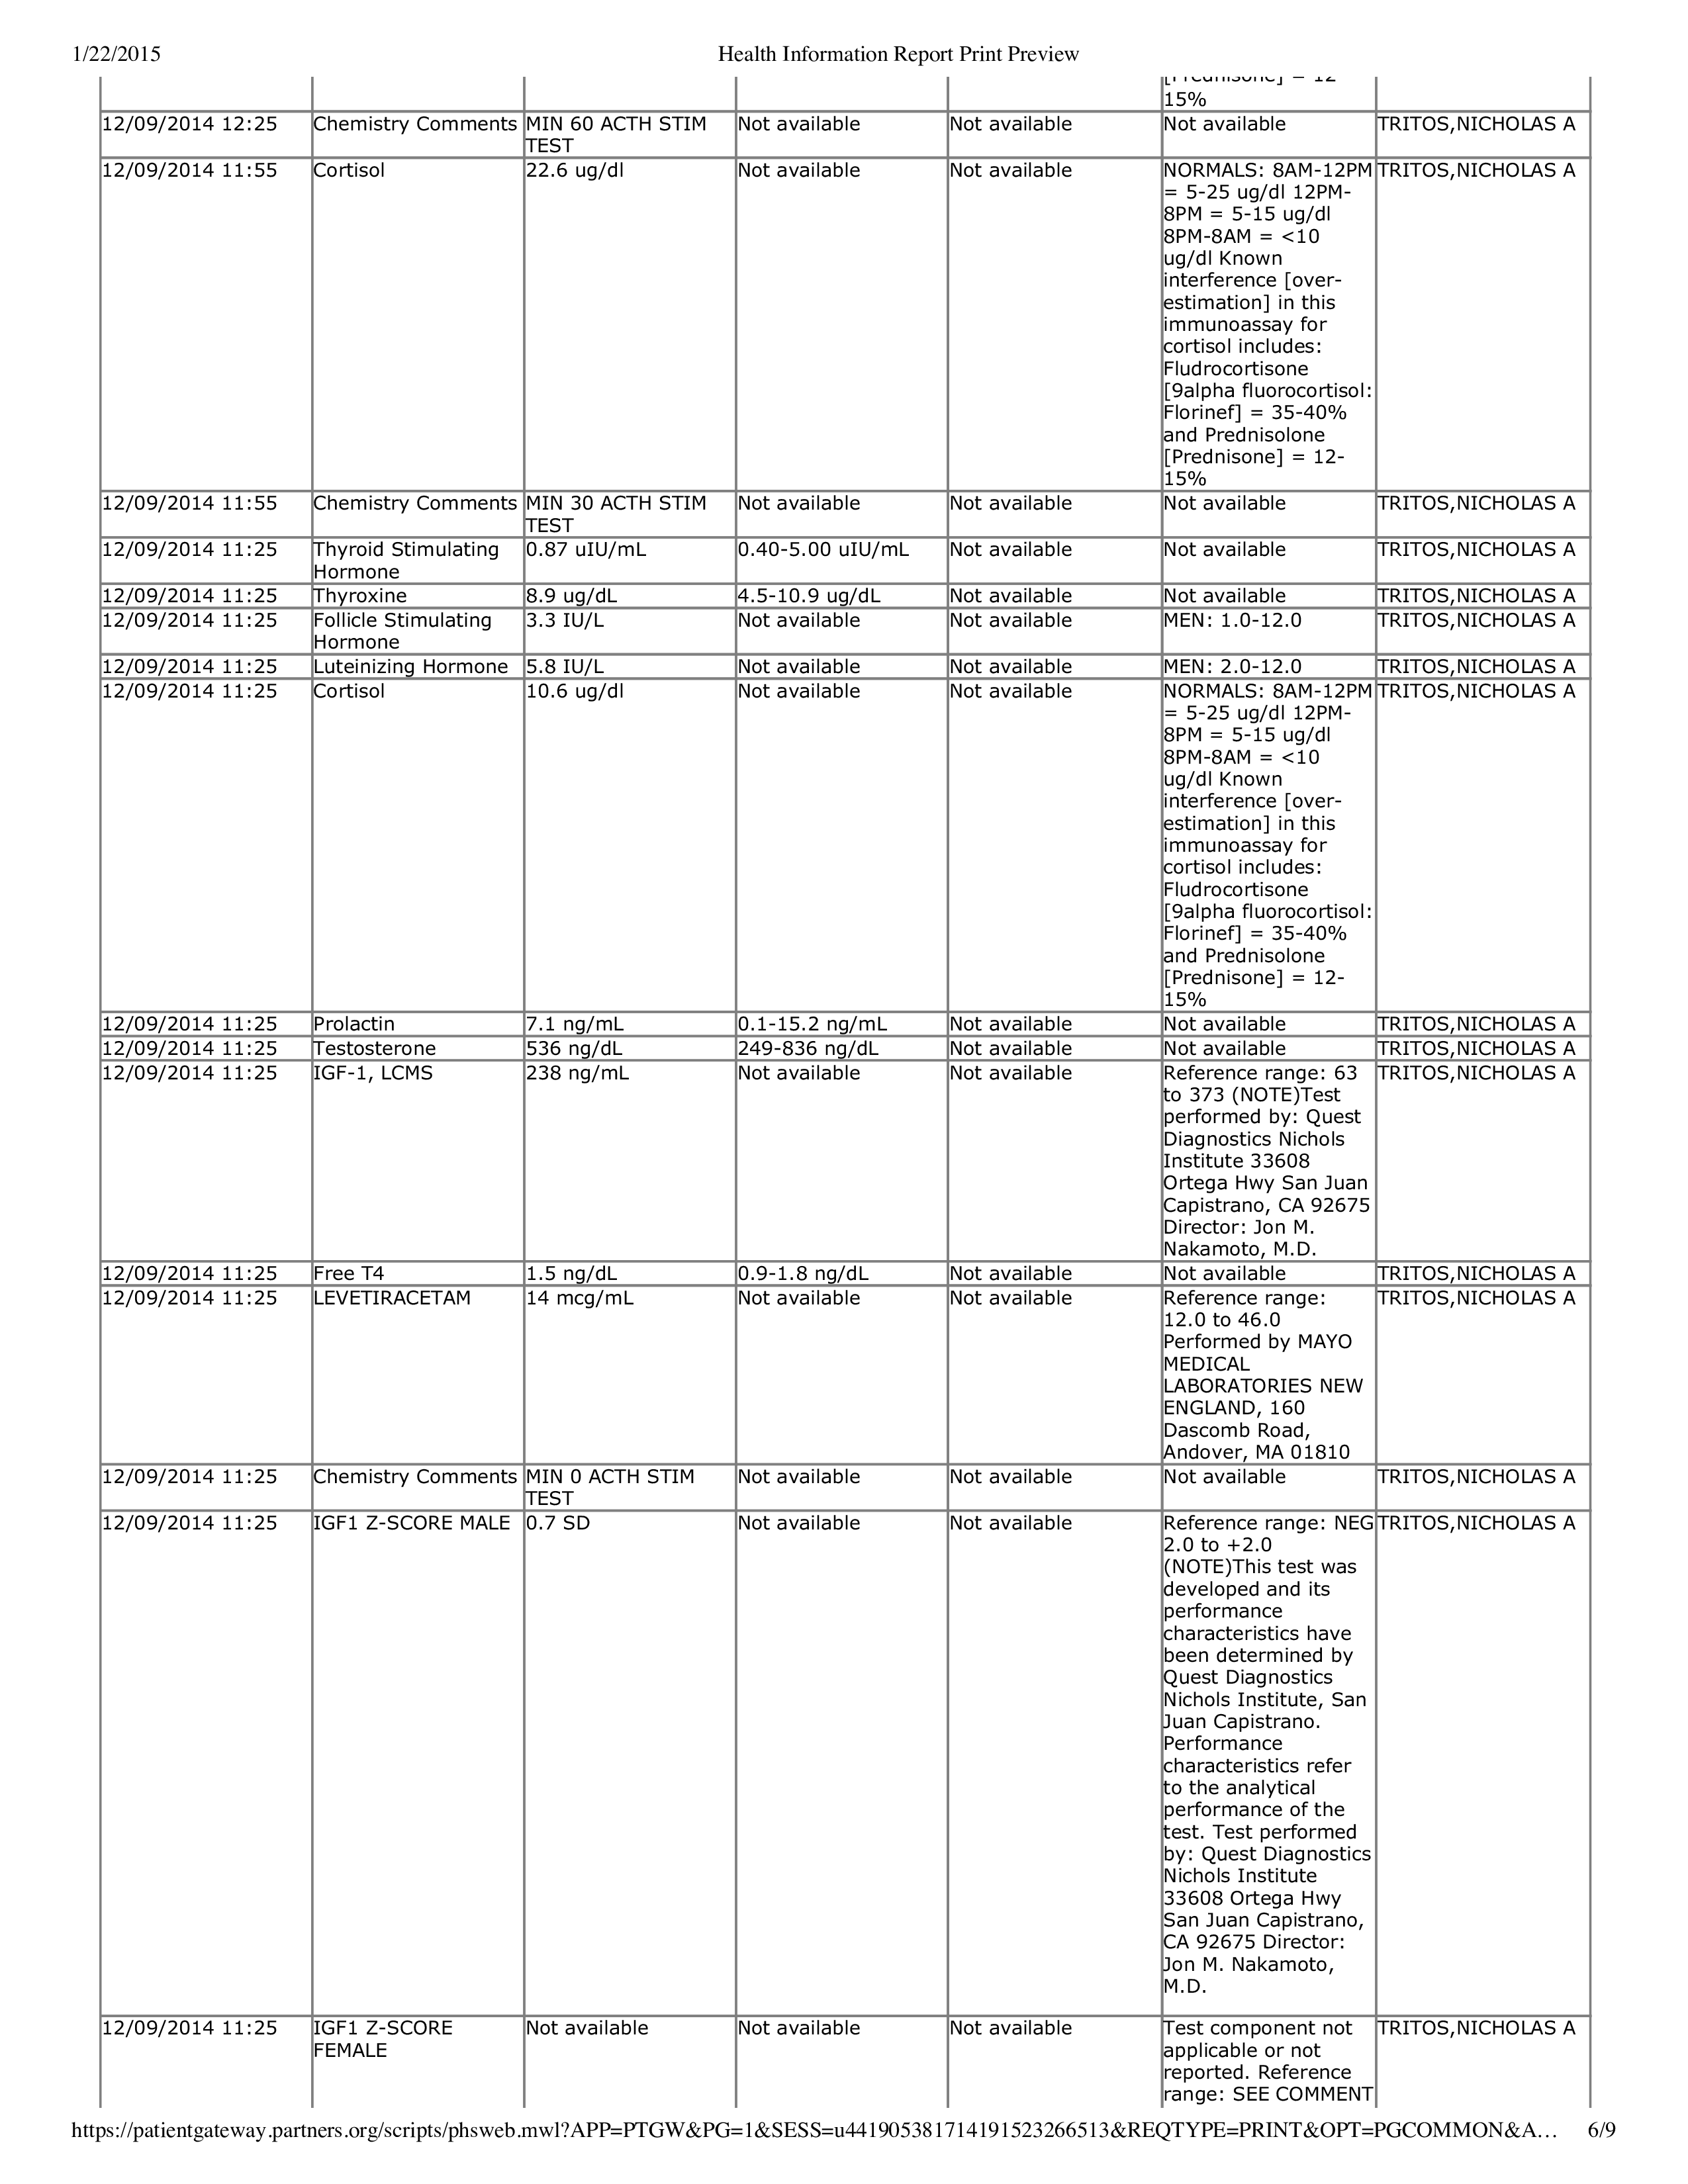 1/22/2015 Health Information Report Print Preview
[Prednisone] = 12
15%
12/09/2014 12:25 Chemistry Comments MIN 60 ACTH STIM Not available Not available Not available TRITOS,NICHOLAS A
TEST
12/09/2014 11:55 Cortisol 22.6 ug/dl Not available Not available NORMALS: 8AM-12PM TRITOS,NICHOLAS A
= 5-25 ug/dl 12PM-
8PM = 5-15 ug/dl
8PM-8AM = <10
ug/dl Known
interference [over-
estimation] in this
immunoassay for
cortisol includes:
Fludrocortisone
[9alpha fluorocortisol:
Florinef] = 35-40%
and Prednisolone
[Prednisone] = 12-
15%
12/09/2014 11:55 Chemistry Comments MIN 30 ACTH STIM Not available Not available Not available TRITOS,NICHOLAS A
TEST
12/09/2014 11:25 Thyroid Stimulating 0.87 uIU/mL 0.40-5.00 uIU/mL Not available Not available TRITOS,NICHOLAS A
Hormone
12/09/2014 11:25 Thyroxine 8.9 ug/dL 4.5-10.9 ug/dL Not available Not available TRITOS,NICHOLAS A
12/09/2014 11:25 Follicle Stimulating 3.3 IU/L Not available Not available MEN: 1.0-12.0 TRITOS,NICHOLAS A
Hormone
12/09/2014 11:25 Luteinizing Hormone 5.8 IU/L Not available Not available MEN: 2.0-12.0 TRITOS,NICHOLAS A
12/09/2014 11:25 Cortisol 10.6 ug/dl Not available Not available NORMALS: 8AM-12PM TRITOS,NICHOLAS A
= 5-25 ug/dl 12PM-
8PM = 5-15 ug/dl
8PM-8AM = <10
ug/dl Known
interference [over-
estimation] in this
immunoassay for
cortisol includes:
Fludrocortisone
[9alpha fluorocortisol:
Florinef] = 35-40%
and Prednisolone
[Prednisone] = 12-
15%
12/09/2014 11:25 Prolactin 7.1 ng/mL 0.1-15.2 ng/mL Not available Not available TRITOS,NICHOLAS A
12/09/2014 11:25 Testosterone 536 ng/dL 249-836 ng/dL Not available Not available TRITOS,NICHOLAS A
12/09/2014 11:25 IGF-1, LCMS 238 ng/mL Not available Not available Reference range: 63 TRITOS,NICHOLAS A
to 373 (NOTE)Test
performed by: Quest
Diagnostics Nichols
Institute 33608
Ortega Hwy San Juan
Capistrano, CA 92675
Director: Jon M.
Nakamoto, M.D.
12/09/2014 11:25 Free T4 1.5 ng/dL 0.9-1.8 ng/dL Not available Not available TRITOS,NICHOLAS A
12/09/2014 11:25 LEVETIRACETAM 14 mcg/mL Not available Not available Reference range: TRITOS,NICHOLAS A
12.0 to 46.0
Performed by MAYO
MEDICAL
LABORATORIES NEW
ENGLAND, 160
Dascomb Road,
Andover, MA 01810
12/09/2014 11:25 Chemistry Comments MIN 0 ACTH STIM Not available Not available Not available TRITOS,NICHOLAS A
TEST
12/09/2014 11:25 IGF1 Z-SCORE MALE 0.7 SD Not available Not available Reference range: NEG TRITOS,NICHOLAS A
2.0 to +2.0
(NOTE)This test was
developed and its
performance
characteristics have
been determined by
Quest Diagnostics
Nichols Institute, San
Juan Capistrano.
Performance
characteristics refer
to the analytical
performance of the
test. Test performed
by: Quest Diagnostics
Nichols Institute
33608 Ortega Hwy
San Juan Capistrano,
CA 92675 Director:
Jon M. Nakamoto,
M.D.
12/09/2014 11:25 IGF1 Z-SCORE Not available Not available Not available Test component not TRITOS,NICHOLAS A
FEMALE applicable or not
reported. Reference
range: SEE COMMENT
https://patientgateway.partners.org/scripts/phsweb.mwl?APP=PTGW&PG=1&SESS=u441905381714191523266513&REQTYPE=PRINT&OPT=PGCOMMON&A… 6/9